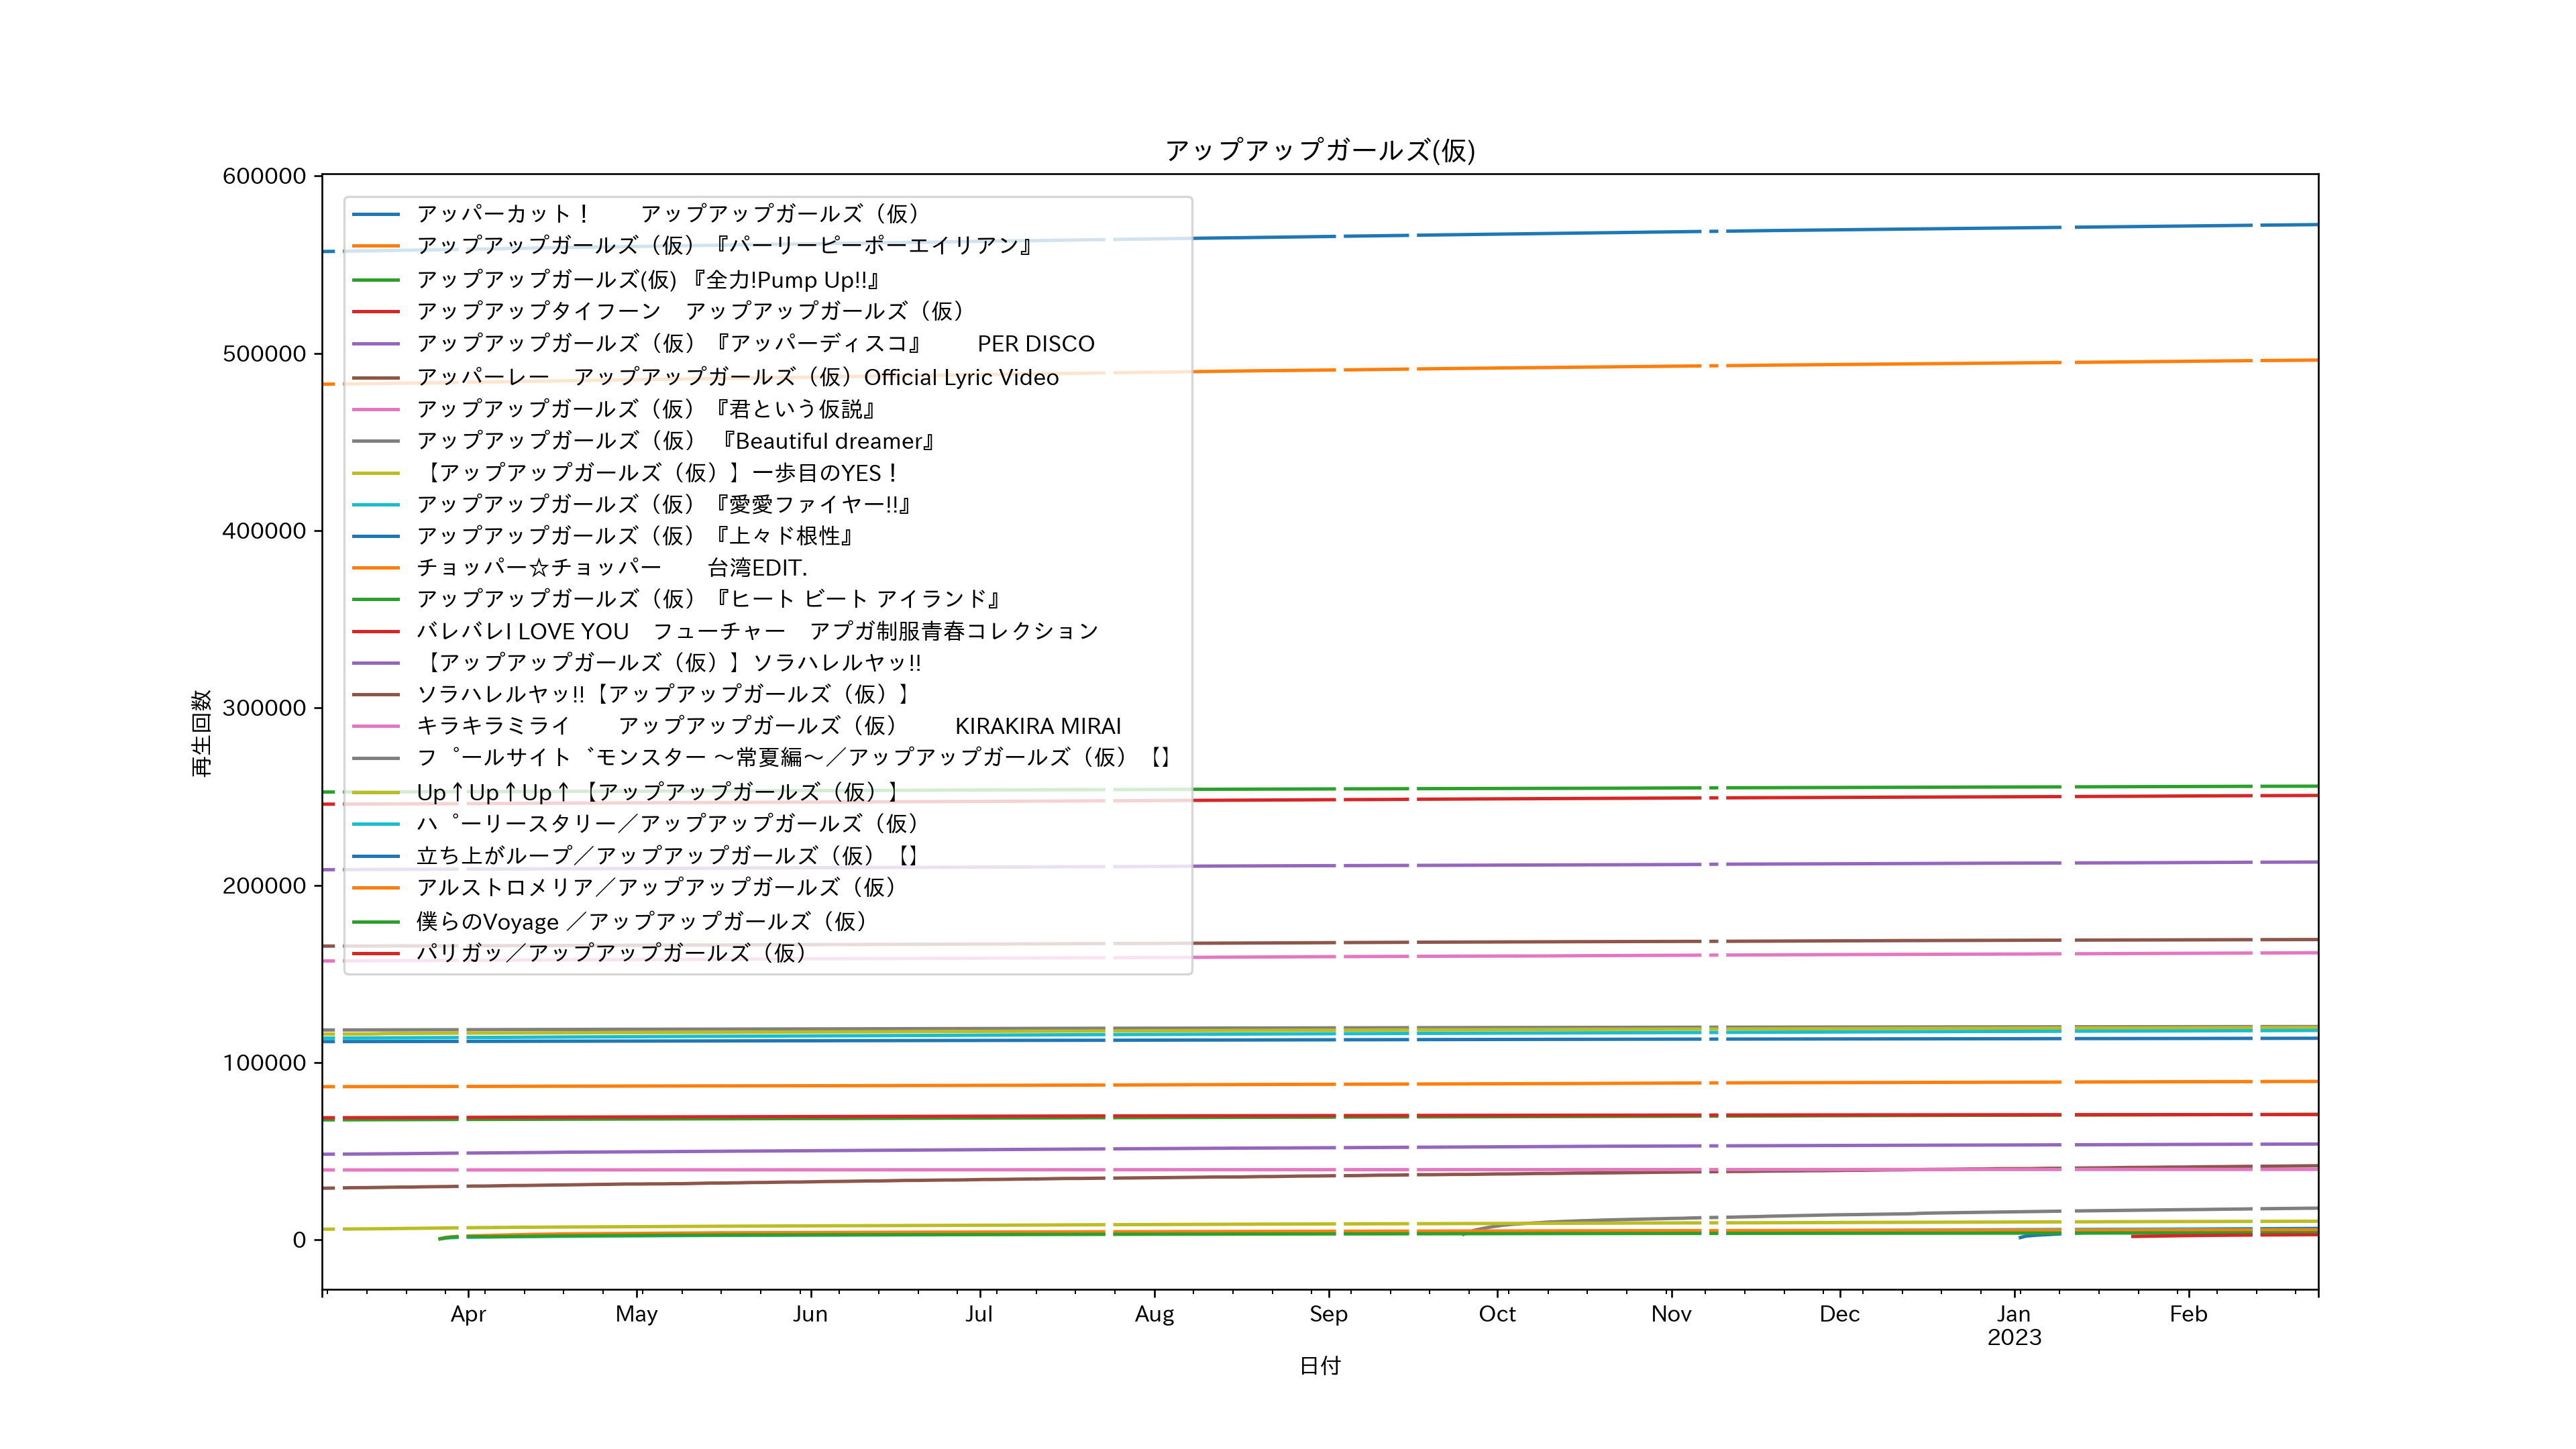 アップアップガールズ(仮)
600000
500000
400000
300000
200000
100000
0
再生回数
アッパーカット！　　アップアップガールズ（仮）
アップアップガールズ（仮）『パーリーピーポーエイリアン』
アップアップガールズ(仮) 『全力!Pump Up!!』
アップアップタイフーン　アップアップガールズ（仮）
アップアップガールズ（仮）『アッパーディスコ』　　PER DISCO
アッパーレー　アップアップガールズ（仮）Official Lyric Video
アップアップガールズ（仮）『君という仮説』
アップアップガールズ（仮） 『Beautiful dreamer』
【アップアップガールズ（仮）】一歩目のYES！
アップアップガールズ（仮）『愛愛ファイヤー!!』
アップアップガールズ（仮）『上々ド根性』
チョッパー☆チョッパー　　台湾EDIT.
アップアップガールズ（仮）『ヒート ビート アイランド』
バレバレI LOVE YOU　フューチャー　アプガ制服青春コレクション
【アップアップガールズ（仮）】ソラハレルヤッ!!
ソラハレルヤッ!!【アップアップガールズ（仮）】
キラキラミライ　　アップアップガールズ（仮）　　KIRAKIRA MIRAI
フ゜ールサイト゛モンスター ～常夏編～／アップアップガールズ（仮）【】
Up↑Up↑Up↑【アップアップガールズ（仮）】
ハ゜ーリースタリー／アップアップガールズ（仮）
立ち上がループ／アップアップガールズ（仮）【】
アルストロメリア／アップアップガールズ（仮）
僕らのVoyage ／アップアップガールズ（仮）
パリガッ／アップアップガールズ（仮）
Apr May Jun Jul Aug Sep Oct Nov Dec Jan Feb
2023
日付